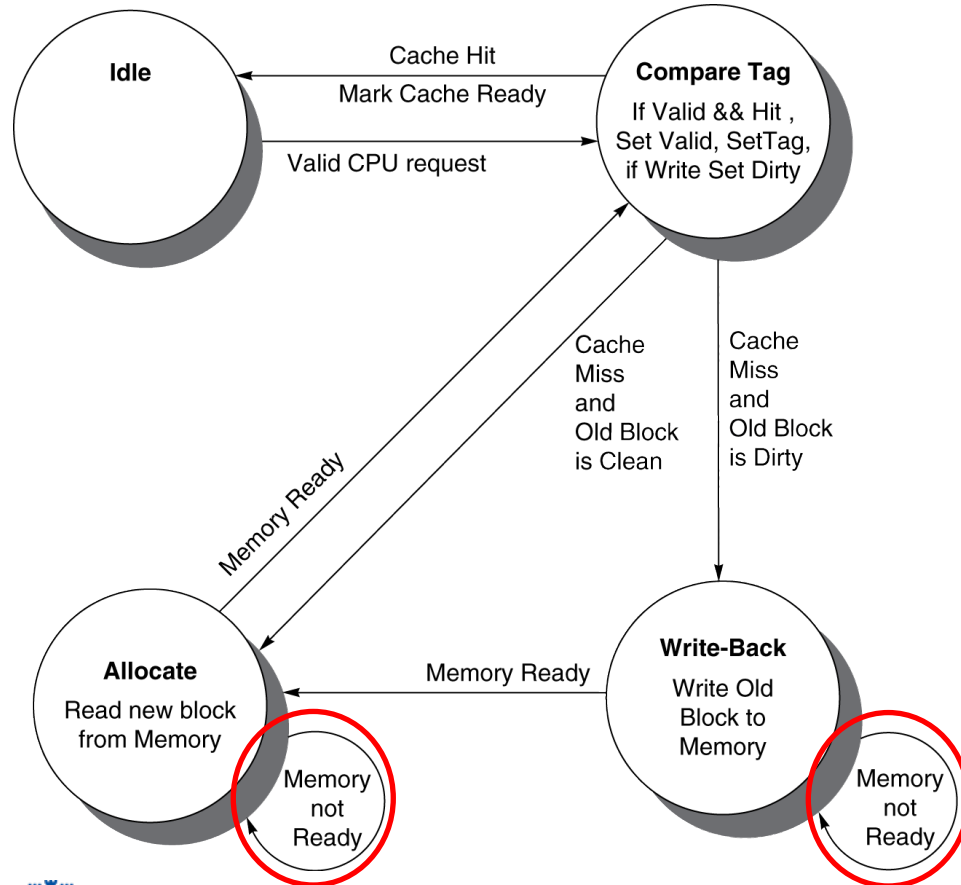 Idle
Cache Hit
Mark Cache Ready
Valid CPU request
Compare Tag
If Valid && Hit ,
Set Valid, SetTag,
if Write Set Dirty
Cache
Miss
and
Old Block
is Clean
Cache
Miss
and
Old Block
is Dirty
Memory Ready
Allocate
Read new block
from Memory
Memory
not
Ready
Memory Ready
Write-Back
Write Old
Block to
Memory
Memory
not
Ready